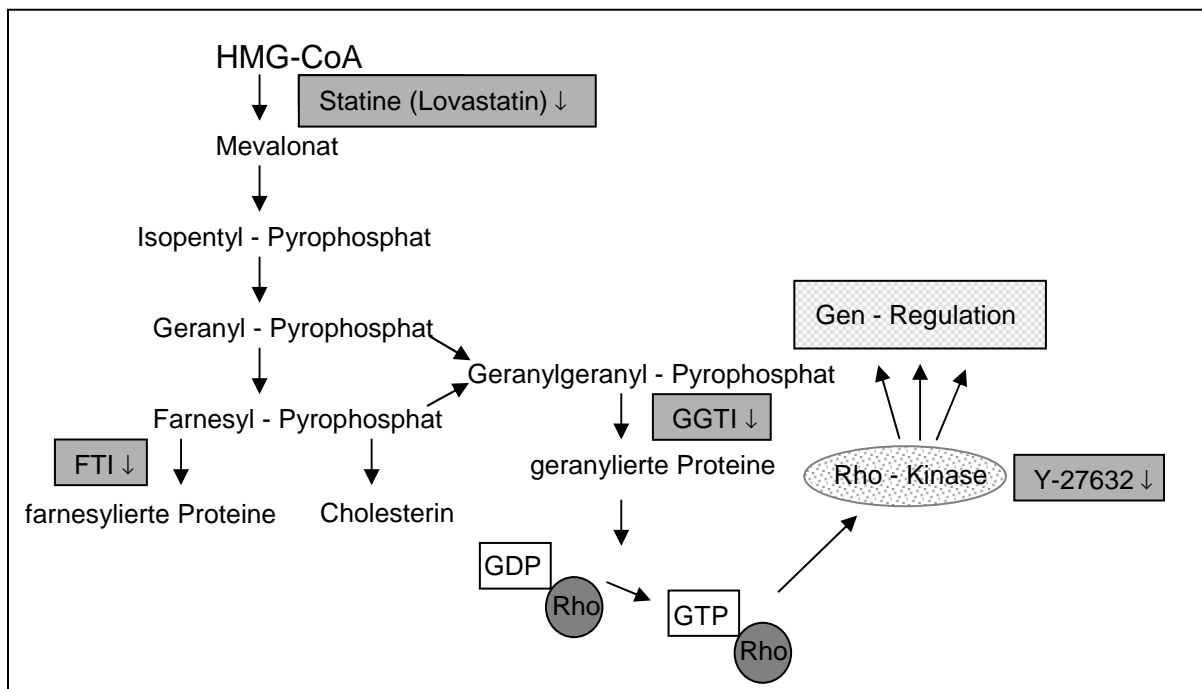 HMG-CoA
Statine (Lovastatin) ↓
Mevalonat
Isopentyl - Pyrophosphat
Geranyl - Pyrophosphat
Gen - Regulation
Geranylgeranyl - Pyrophosphat
Farnesyl - Pyrophosphat
GGTI ↓
FTI ↓
geranylierte Proteine
Rho - Kinase
Y-27632 ↓
farnesylierte Proteine
Cholesterin
GDP
Rho
GTP
Rho